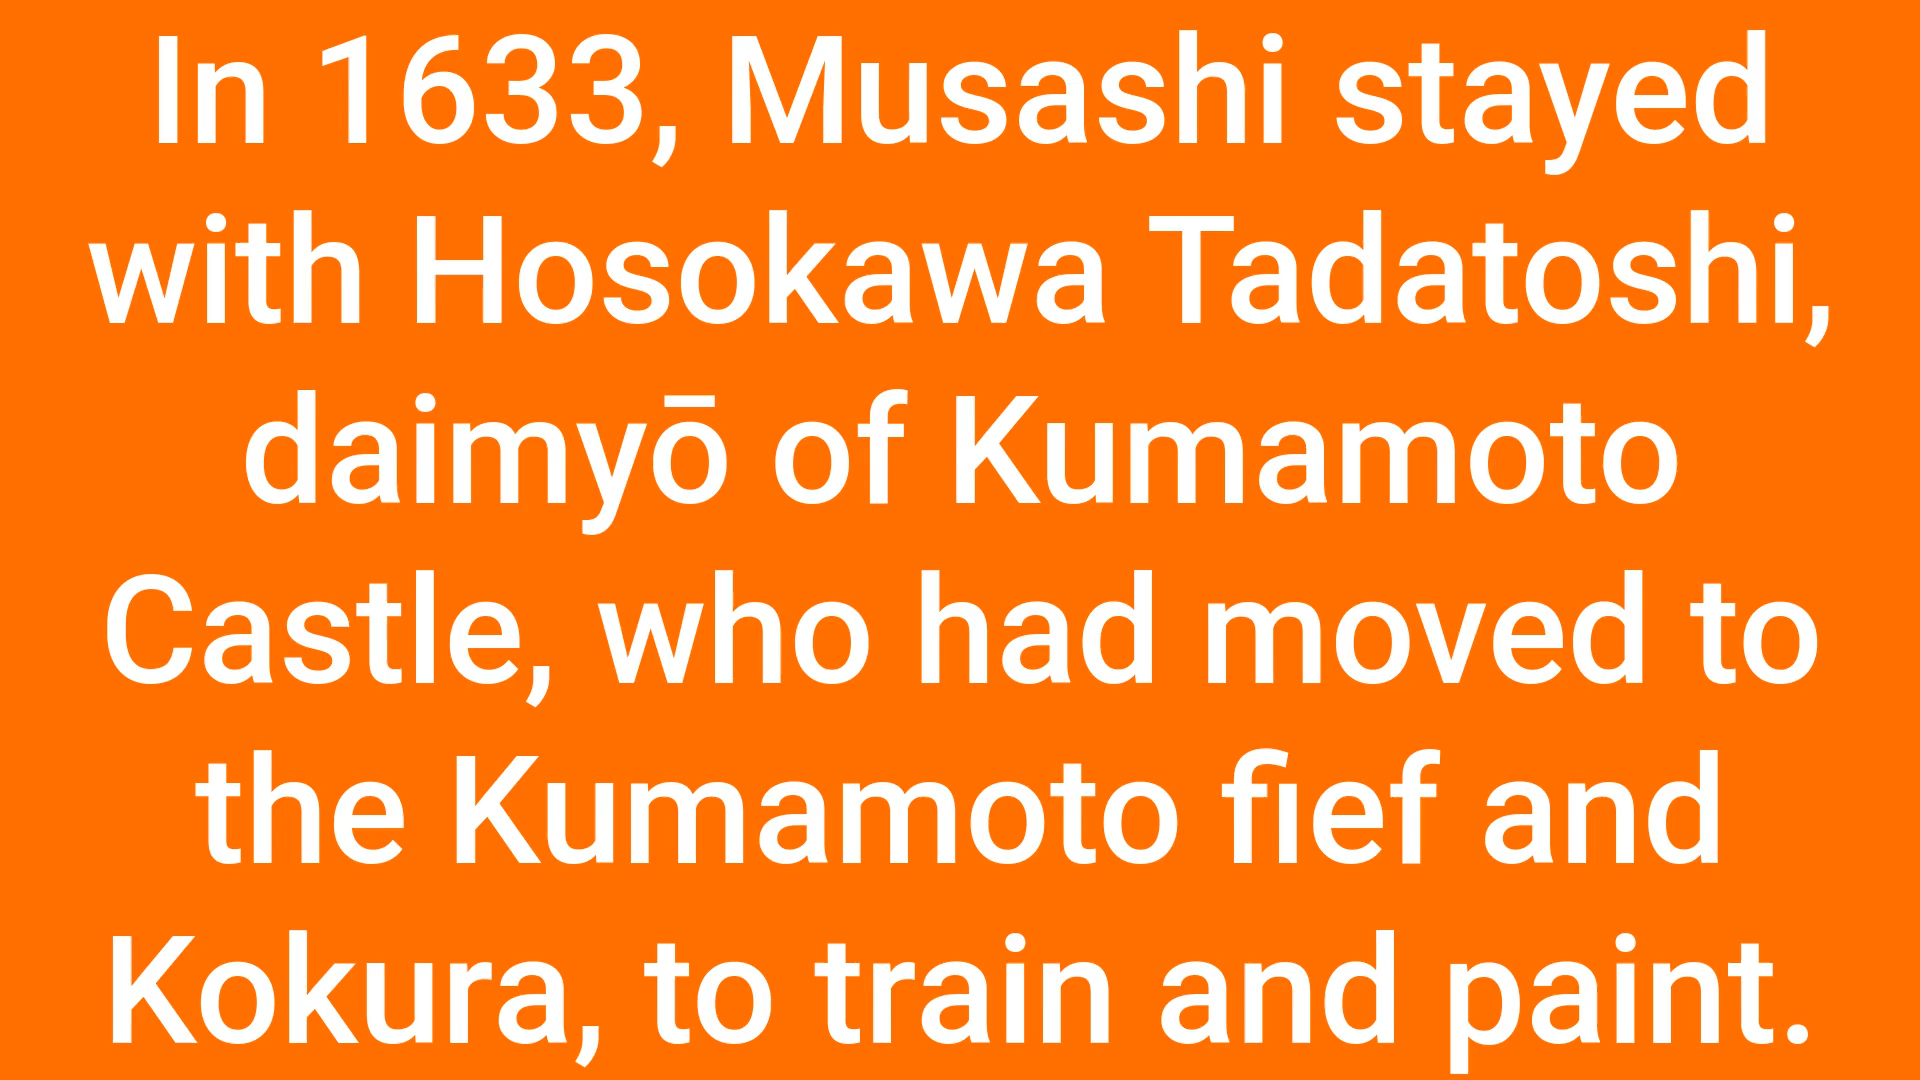 In 1633, Musashi stayed
with Hosokawa Tadatoshi,
daimyō of Kumamoto
Castle, who had moved to
the Kumamoto fief and
Kokura, to train and paint.